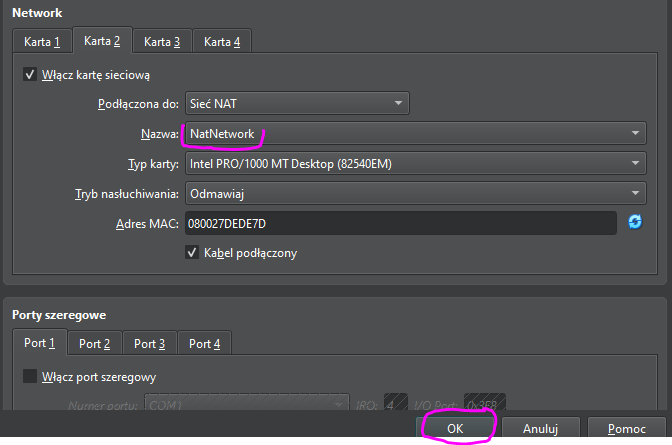 Network
Karta 1 Karta 2 Karta 3 Karta 4
Włącz kartę sieciową
Podłączona do: Sieć NAT
Nazwa: NatNetwork
Typ karty: Intel PRO/1000 MT Desktop (82540EM)
Tryb nasłuchiwania: Odmawiaj
Adres MAC: 080027DEDE7D
Kabel podłączony
Porty szeregowe
Port 1 Port 2 Port 3 Port 4
Włącz port szeregowy
Numer portu: COM1 IRQ: 4 I/O Port: 0x3F8
OK Anuluj Pomoc